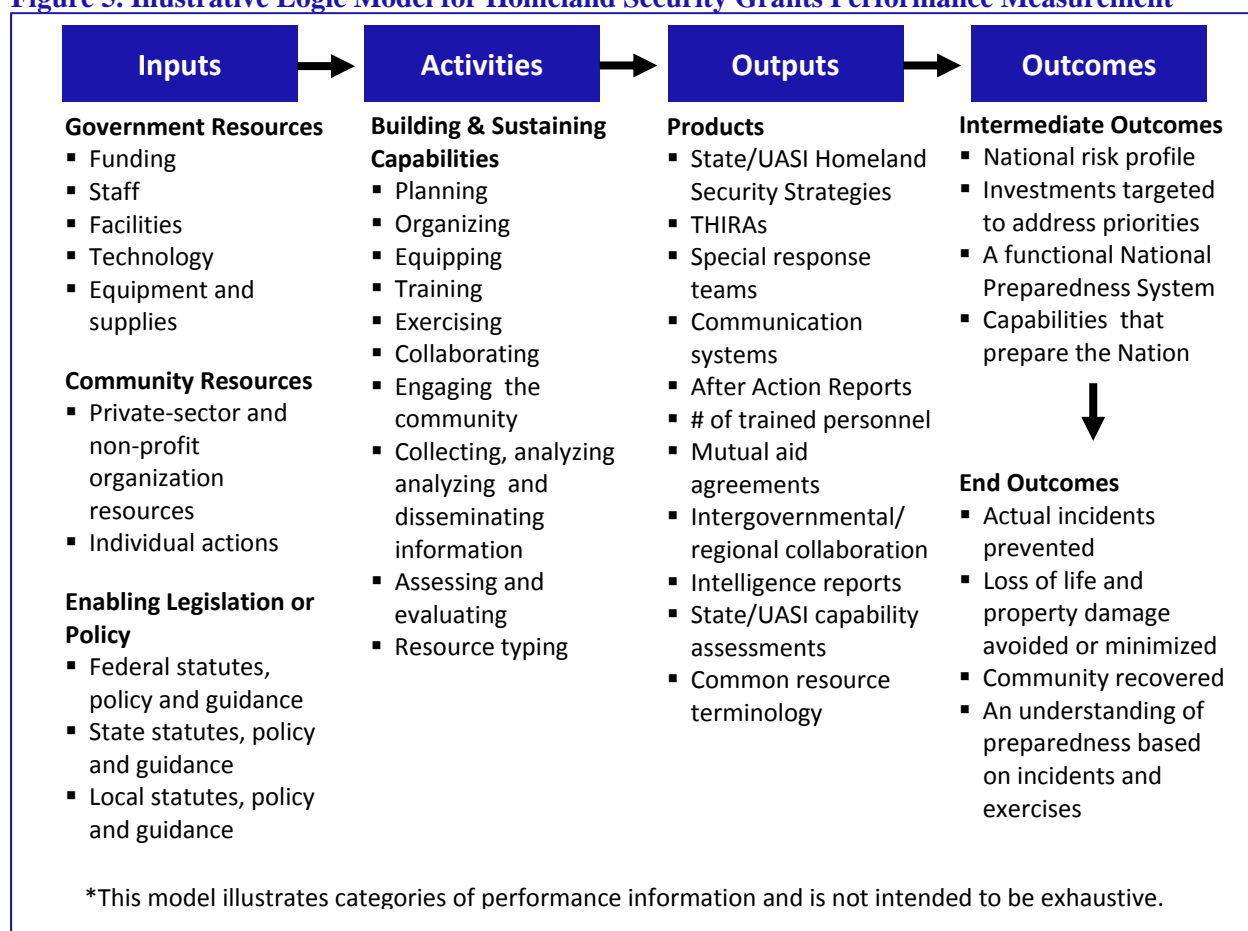 Figure 5. Illustrative Logic Model for Homeland Security Grants Performance Measurement
Inputs
Government Resources
▪ Funding
▪ Staff
▪ Facilities
▪ Technology
▪ Equipment and
supplies
Community Resources
▪ Private-sector and
non-profit
organization
resources
▪ Individual actions
Enabling Legislation or
Policy
▪ Federal statutes,
policy and guidance
▪ State statutes, policy
and guidance
▪ Local statutes, policy
and guidance
Activities
Building & Sustaining
Capabilities
▪ Planning
▪ Organizing
▪ Equipping
▪ Training
▪ Exercising
▪ Collaborating
▪ Engaging the
community
▪ Collecting, analyzing
analyzing and
disseminating
information
▪ Assessing and
evaluating
▪ Resource typing
Outputs
Products
▪ State/UASI Homeland
Security Strategies
▪ THIRAs
▪ Special response
teams
▪ Communication
systems
▪ After Action Reports
▪ # of trained personnel
▪ Mutual aid
agreements
▪ Intergovernmental/
regional collaboration
▪ Intelligence reports
▪ State/UASI capability
assessments
▪ Common resource
terminology
Outcomes
Intermediate Outcomes
▪ National risk profile
▪ Investments targeted
to address priorities
▪ A functional National
Preparedness System
▪ Capabilities that
prepare the Nation
End Outcomes
▪ Actual incidents
prevented
▪ Loss of life and
property damage
avoided or minimized
▪ Community recovered
▪ An understanding of
preparedness based
on incidents and
exercises
*This model illustrates categories of performance information and is not intended to be exhaustive.